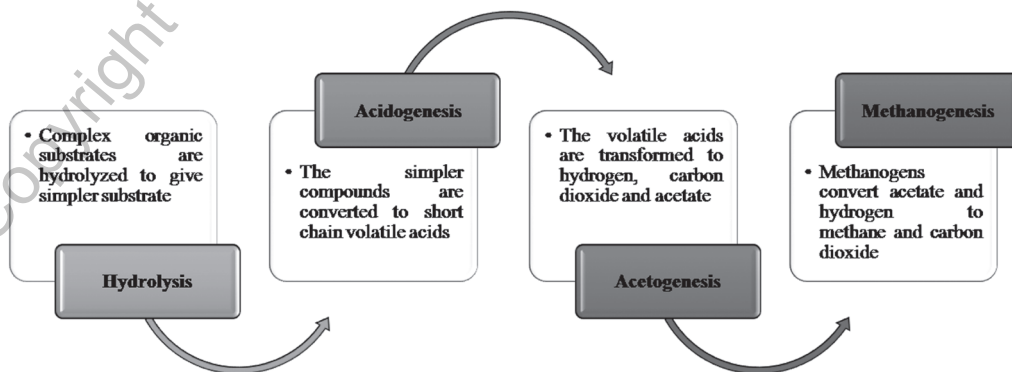 Copyright
• Complex organic
substrates are
hydrolyzed to give
simpler substrate
Hydrolysis
Acidogenesis
• The simpler
compounds are
converted to short
chain volatile acids
• The volatile acids
are transformed to
hydrogen, carbon
dioxide and acetate
Acetogenesis
Methanogenesis
• Methanogens
convert acetate and
hydrogen to
methane and carbon
dioxide